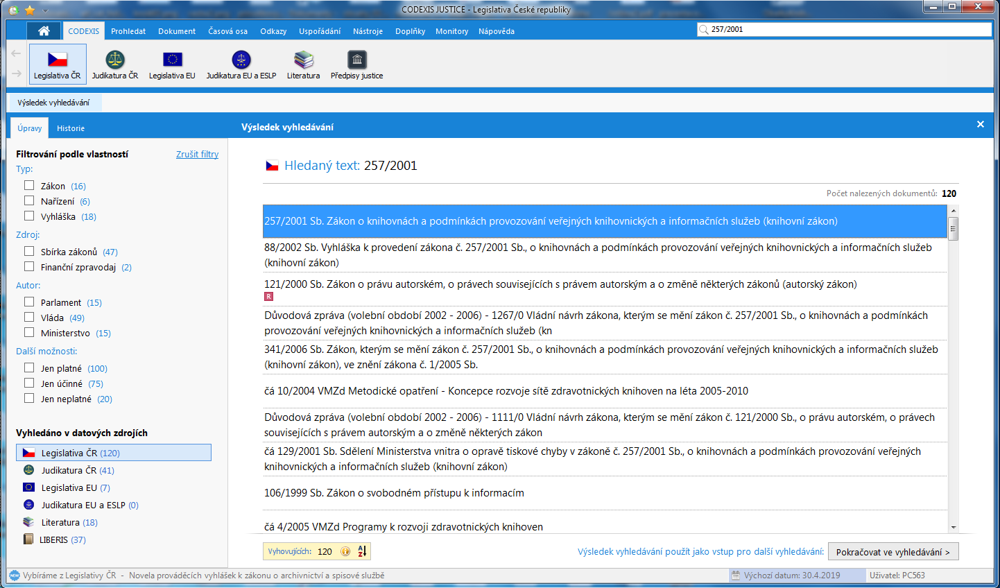 CODEXIS JUSTICE - Legislativa České republiky
CODEXIS Prohledat Dokument Časová osa Odkazy Uspořádání Nástroje Doplňky Monitory Nápověda
257/2001
Legislativa ČR Judikatura ČR Legislativa EU Judikatura EU a ESLP Literatura Předpisy justice
Výsledek vyhledávání
Úpravy Historie
Filtrování podle vlastností Zrušit filtry
Typ:
Zákon (16)
Nařízení (6)
Vyhláška (18)
Zdroj:
Sbírka zákonů (47)
Finanční zpravodaj (2)
Autor:
Parlament (15)
Vláda (49)
Ministerstvo (15)
Další možnosti:
Jen platné (100)
Jen účinné (75)
Jen neplatné (20)
Vyhledáno v datových zdrojích
Legislativa ČR (120)
Judikatura ČR (41)
Legislativa EU (7)
Judikatura EU a ESLP (0)
Literatura (18)
LIBERIS (37)
Výsledek vyhledávání
Hledaný text: 257/2001
Počet nalezených dokumentů: 120
257/2001 Sb. Zákon o knihovnách a podmínkách provozování veřejných knihovnických a informačních služeb (knihovní zákon)
88/2002 Sb. Vyhláška k provedení zákona č. 257/2001 Sb., o knihovnách a podmínkách provozování veřejných knihovnických a informačních služeb
(knihovní zákon)
121/2000 Sb. Zákon o právu autorském, o právech souvisejících s právem autorským a o změně některých zákonů (autorský zákon)
R
Důvodová zpráva (volební období 2002 - 2006) - 1267/0 Vládní návrh zákona, kterým se mění zákon č. 257/2001 Sb., o knihovnách a podmínkách
provozování veřejných knihovnických a informačních služeb (kn
341/2006 Sb. Zákon, kterým se mění zákon č. 257/2001 Sb., o knihovnách a podmínkách provozování veřejných knihovnických a informačních služeb
(knihovní zákon), ve znění zákona č. 1/2005 Sb.
čá 10/2004 VMZd Metodické opatření - Koncepce rozvoje sítě zdravotnických knihoven na léta 2005-2010
Důvodová zpráva (volební období 2002 - 2006) - 1111/0 Vládní návrh zákona, kterým se mění zákon č. 121/2000 Sb., o právu autorském, o právech
souvisejících s právem autorským a o změně některých zákon
čá 129/2001 Sb. Sdělení Ministerstva vnitra o opravě tiskové chyby v zákoně č. 257/2001 Sb., o knihovnách a podmínkách provozování veřejných
knihovnických a informačních služeb (knihovní zákon)
106/1999 Sb. Zákon o svobodném přístupu k informacím
čá 4/2005 VMZd Programy k rozvoji zdravotnických knihoven
Vyhovujících: 120 AZ
Výsledek vyhledávání použít jako vstup pro další vyhledávání: Pokračovat ve vyhledávání >
NEW Vybíráme z Legislativy ČR - Novela prováděcích vyhlášek k zákonu o archivnictví a spisové službě
Výchozí datum: 30.4.2019
Uživatel: PC563